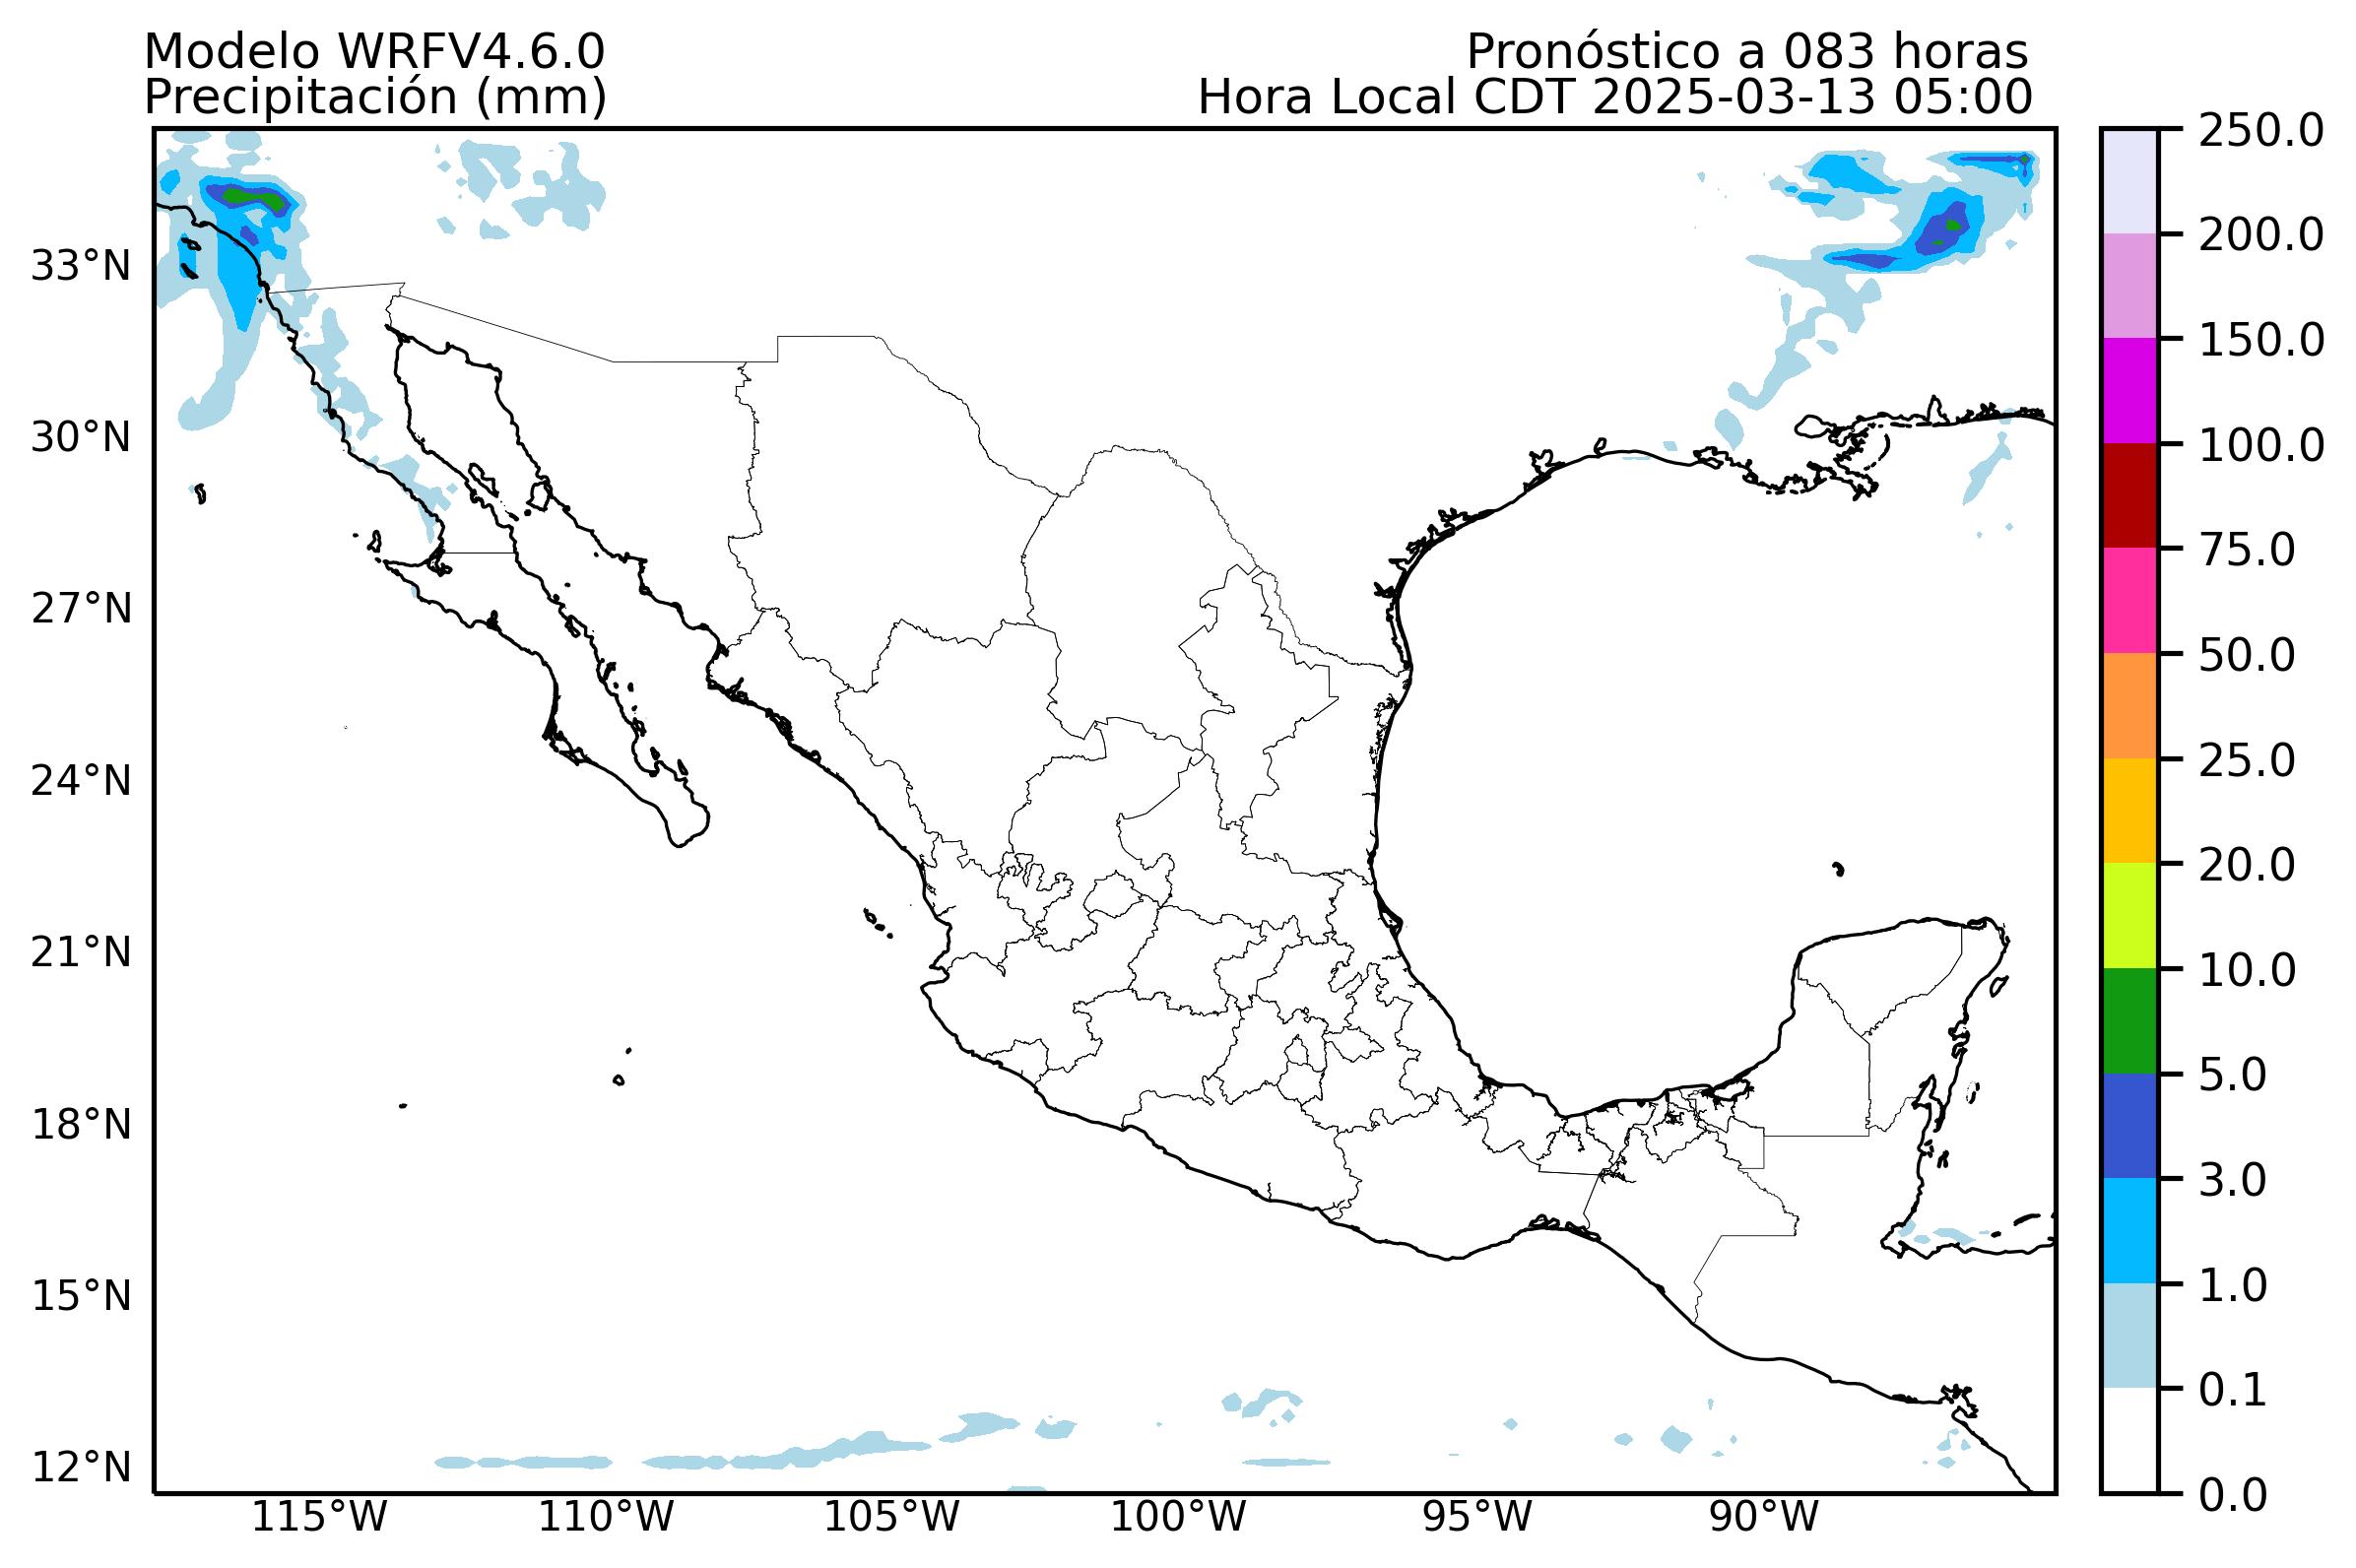 Modelo WRFV4.6.0
Pronóstico a 083 horas
Precipitación (mm)
Hora Local CDT 2025-03-13 05:00
33°N
30°N
27°N
24°N
21°N
18°N
15°N
12°N
115°W
110°W
105°W
100°W
95°W
90°W
250.0
200.0
150.0
100.0
75.0
50.0
25.0
20.0
10.0
5.0
3.0
1.0
0.1
0.0